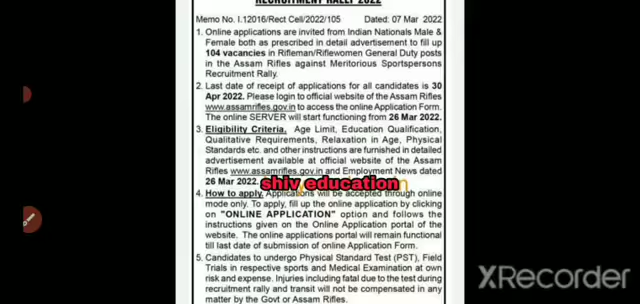 RECRUITMENT RALLY 2022
Memo No. I.12016/Rect Cell/2022/105 Dated: 07 Mar 2022
1. Online applications are invited from Indian Nationals Male &
Female both as prescribed in detail advertisement to fill up
104 vacancies in Rifleman/Riflewomen General Duty posts
in the Assam Rifles against Meritorious Sportspersons
Recruitment Rally.
2. Last date of receipt of applications for all candidates is 30
Apr 2022. Please login to official website of the Assam Rifles
www.assamrifles.gov.in to access the online Application Form.
The online SERVER will start functioning from 26 Mar 2022.
3. Eligibility Criteria. Age Limit, Education Qualification,
Qualitative Requirements, Relaxation in Age, Physical
Standards etc. and other instructions are furnished in detailed
advertisement available at official website of the Assam
Rifles www.assamrifles.gov.in and Employment News dated
26 Mar 2022.
shiv education
4. How to apply. Applications will be accepted through online
mode only. To apply, fill up the online application by clicking
on "ONLINE APPLICATION" option and follows the
instructions given on the Online Application portal of the
website. The online applications portal will remain functional
till last date of submission of online Application Form.
5. Candidates to undergo Physical Standard Test (PST), Field
Trials in respective sports and Medical Examination at own
risk and expense. Injuries including fatal due to the test during
recruitment rally and transit will not be compensated in any
matter by the Govt or Assam Rifles.
XRecorder